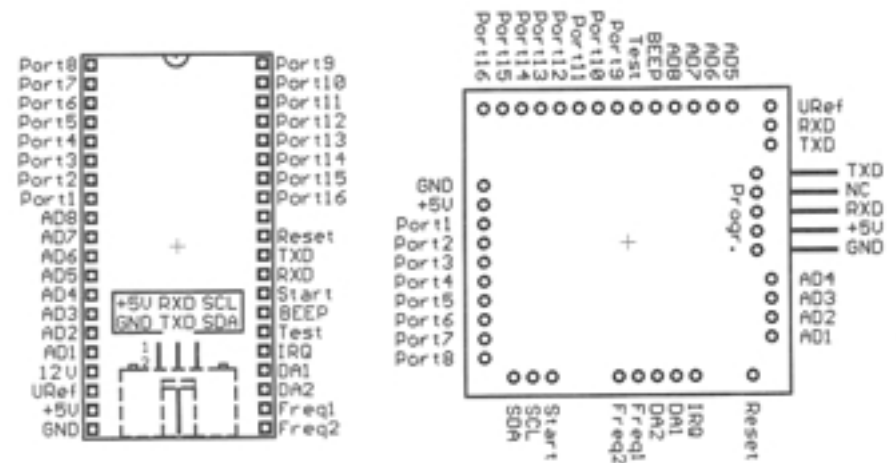 Port8 Port9
Port7 Port10
Port6 Port11
Port5 Port12
Port4 Port13
Port3 Port14
Port2 Port15
Port1 Port16
AD8
AD7 Reset
AD6 TXD
AD5 RXD
AD4 Start
AD3 BEEP
AD2 Test
AD1 IRQ
12V DA1
URef DA2
+5V Freq1
GND Freq2
+5V RXD SCL
GND TXD SDA
1
2
Port16
Port15
Port14
Port13
Port12
Port11
Port10
Port9
Test
BEEP
AD8
AD7
AD6
AD5
URef
RXD
TXD
TXD
NC
RXD
+5V
GND
Progr.
AD4
AD3
AD2
AD1
GND
+5V
Port1
Port2
Port3
Port4
Port5
Port6
Port7
Port8
SDA
SCL
Start
Freq2
Freq1
DA2
DA1
IRQ
Reset